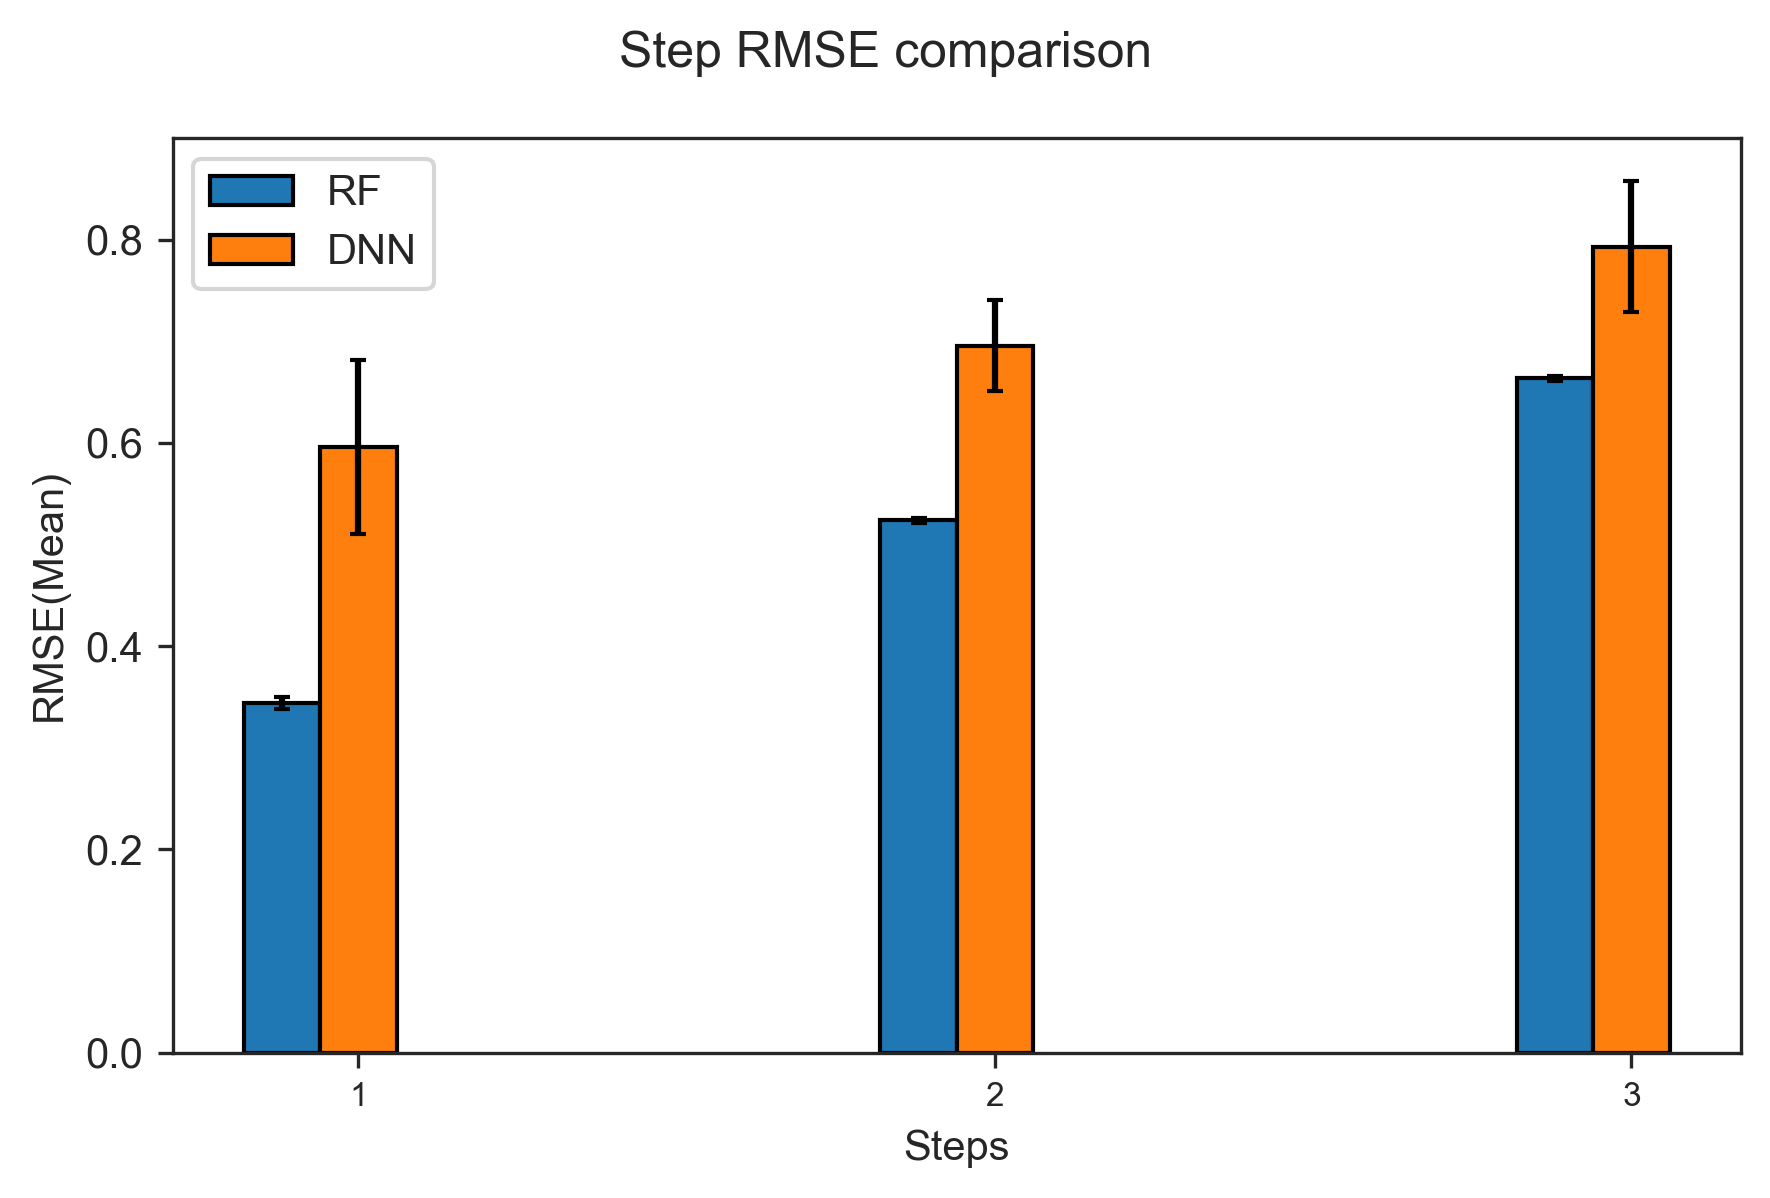 Step RMSE comparison
RF
DNN
RMSE(Mean)
0.8
0.6
0.4
0.2
0.0
1 2 3
Steps